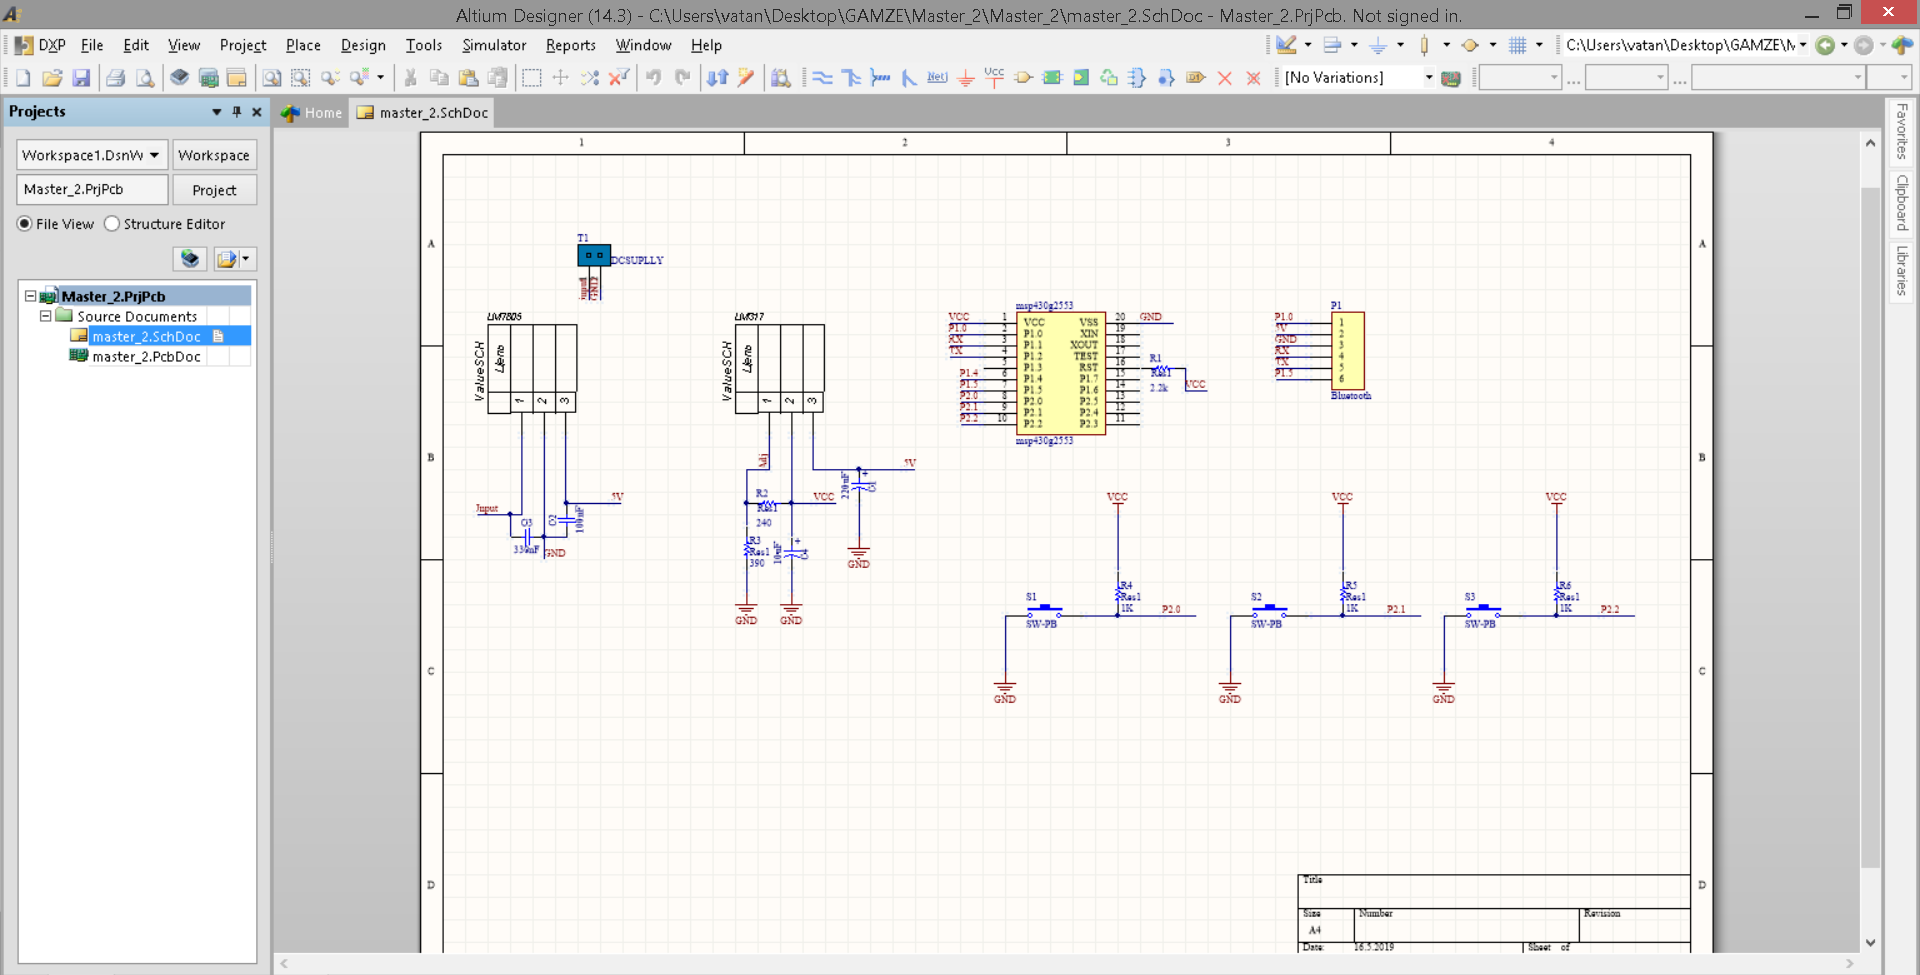 Altium Designer (14.3) - C:\Users\vatan\Desktop\GAMZE\Master_2\Master_2\master_2.SchDoc - Master_2.PrjPcb. Not signed in.
DXP File Edit View Project Place Design Tools Simulator Reports Window Help
C:\Users\vatan\Desktop\GAMZE\M
Net Vcc [No Variations] ... ...
Projects
Home master_2.SchDoc
Workspace1.DsnW Workspace
Master_2.PrjPcb Project
File View Structure Editor
Master_2.PrjPcb
Source Documents
master_2.SchDoc
master_2.PcbDoc
Favorites
Clipboard
Libraries
1 2 3 4
A A
B B
C C
D D
T1
DCSUPLLY
Input
GND
LM7805
ValueSCH
1 2 3
Input
5V
C3
330nF
C2
100nF
GND
LM317
ValueSCH
1 2 3
Adj
5V
220uF
R2
Res1
240
VCC
R3
Res1
390
10uF
GND
GND
GND
msp430g2553
VCC 1 VCC VSS 20 GND
P1.0 2 P1.0 XIN 19
RX 3 P1.1 XOUT 18
TX 4 P1.2 TEST 17
5 P1.3 RST 16
P1.4 6 P1.4 P1.7 15
P1.5 7 P1.5 P1.6 14
P2.0 8 P2.0 P2.5 13
P2.1 9 P2.1 P2.4 12
P2.2 10 P2.2 P2.3 11
msp430g2553
R1
Res1
2.2k
VCC
P1
P1.0 1
5V 2
GND 3
RX 4
TX 5
P1.5 6
Bluetooth
VCC
R4
Res1
1K
S1
SW-PB
P2.0
GND
VCC
R5
Res1
1K
S2
SW-PB
P2.1
GND
VCC
R6
Res1
1K
S3
SW-PB
P2.2
GND
Title
Size Number Revision
A4
Date: 16.5.2019 Sheet of